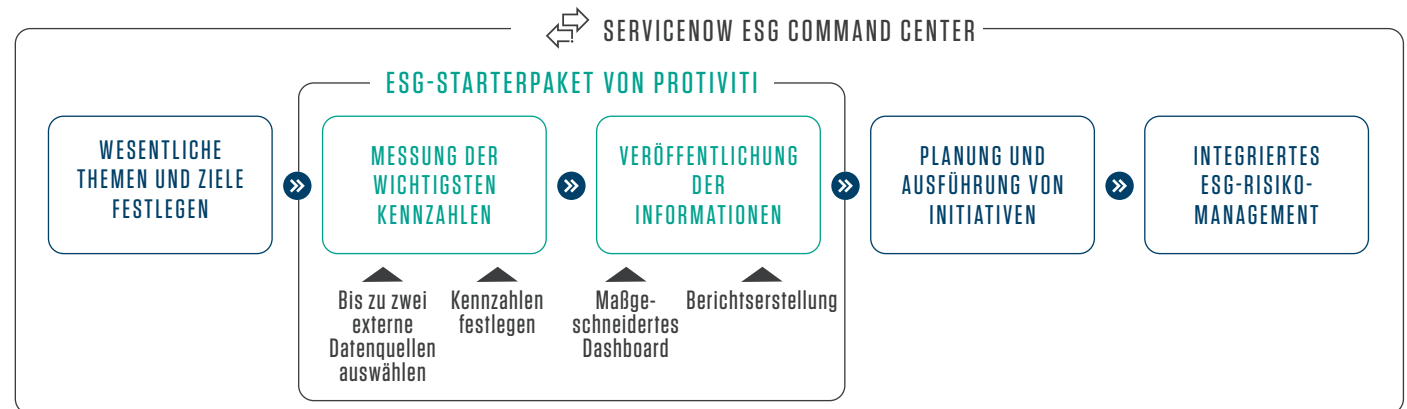 SERVICENOW ESG COMMAND CENTER
ESG-STARTERPAKET VON PROTIVITI
WESENTLICHE
THEMEN UND ZIELE
FESTLEGEN
MESSUNG DER
WICHTIGSTEN
KENNZAHLEN
VERÖFFENTLICHUNG
DER
INFORMATIONEN
PLANUNG UND
AUSFÜHRUNG VON
INITIATIVEN
INTEGRIERTES
ESG-RISIKO-
MANAGEMENT
Bis zu zwei
externe
Datenquellen
auswählen
Kennzahlen
festlegen
Maßge-
schneidertes
Dashboard
Berichtserstellung